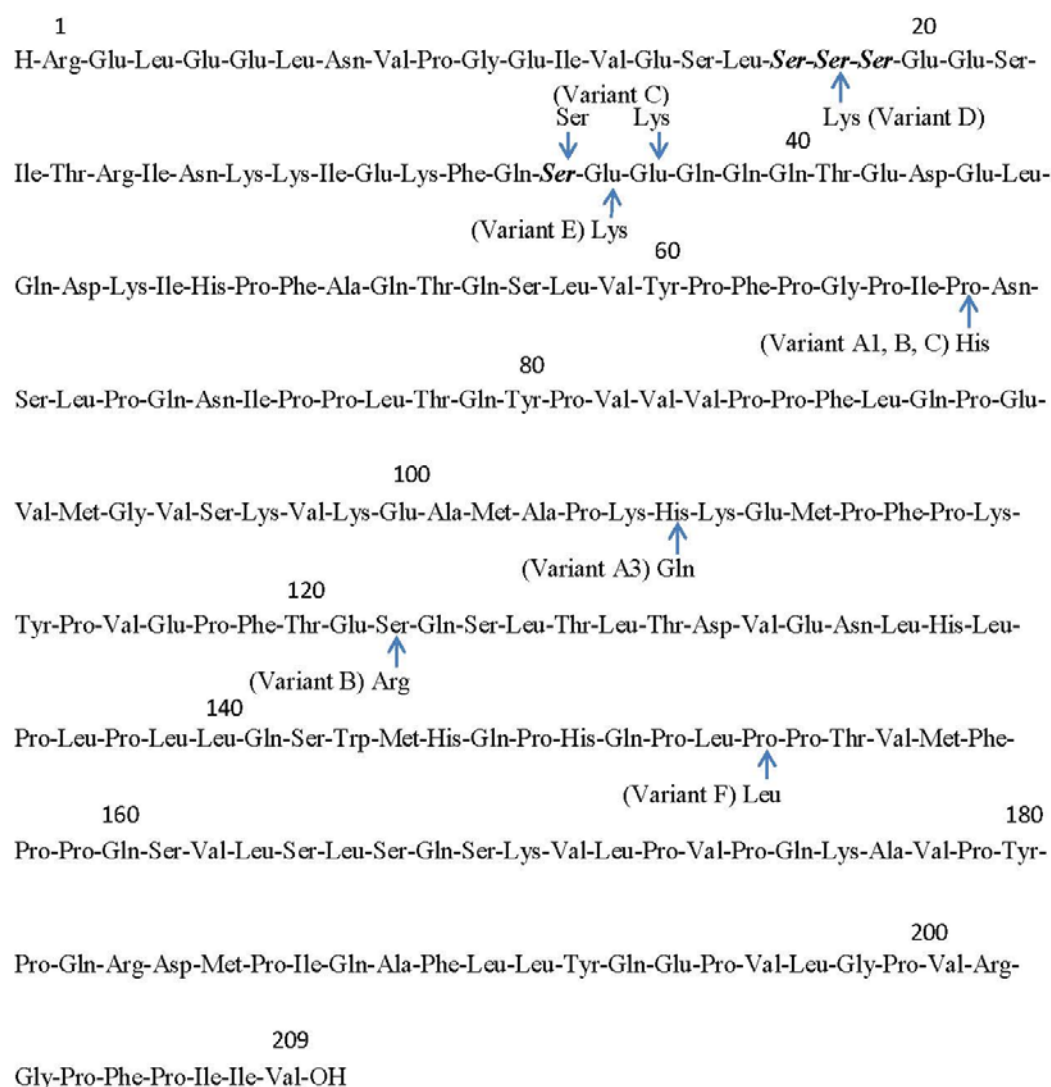 1
H-Arg-Glu-Leu-Glu-Glu-Leu-Asn-Val-Pro-Gly-Glu-Ile-Val-Glu-Ser-Leu-Ser-Ser-Ser-Glu-Glu-Ser-
20
(Variant C)
Ser Lys
Lys (Variant D)
40
Ile-Thr-Arg-Ile-Asn-Lys-Lys-Ile-Glu-Lys-Phe-Gln-Ser-Glu-Glu-Gln-Gln-Gln-Thr-Glu-Asp-Glu-Leu-
(Variant E) Lys
60
Gln-Asp-Lys-Ile-His-Pro-Phe-Ala-Gln-Thr-Gln-Ser-Leu-Val-Tyr-Pro-Phe-Pro-Gly-Pro-Ile-Pro-Asn-
(Variant A1, B, C) His
80
Ser-Leu-Pro-Gln-Asn-Ile-Pro-Pro-Leu-Thr-Gln-Tyr-Pro-Val-Val-Val-Pro-Pro-Phe-Leu-Gln-Pro-Glu-
100
Val-Met-Gly-Val-Ser-Lys-Val-Lys-Glu-Ala-Met-Ala-Pro-Lys-His-Lys-Glu-Met-Pro-Phe-Pro-Lys-
(Variant A3) Gln
120
Tyr-Pro-Val-Glu-Pro-Phe-Thr-Glu-Ser-Gln-Ser-Leu-Thr-Leu-Thr-Asp-Val-Glu-Asn-Leu-His-Leu-
(Variant B) Arg
140
Pro-Leu-Pro-Leu-Leu-Gln-Ser-Trp-Met-His-Gln-Pro-His-Gln-Pro-Leu-Pro-Pro-Thr-Val-Met-Phe-
(Variant F) Leu
160
180
Pro-Pro-Gln-Ser-Val-Leu-Ser-Leu-Ser-Gln-Ser-Lys-Val-Leu-Pro-Val-Pro-Gln-Lys-Ala-Val-Pro-Tyr-
200
Pro-Gln-Arg-Asp-Met-Pro-Ile-Gln-Ala-Phe-Leu-Leu-Tyr-Gln-Glu-Pro-Val-Leu-Gly-Pro-Val-Arg-
209
Gly-Pro-Phe-Pro-Ile-Ile-Val-OH